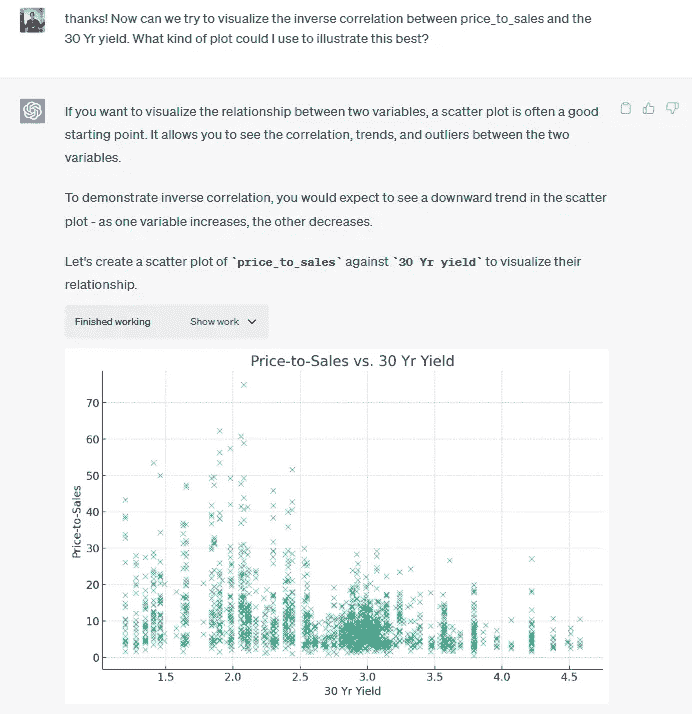 thanks! Now can we try to visualize the inverse correlation between price_to_sales and the
30 Yr yield. What kind of plot could I use to illustrate this best?
If you want to visualize the relationship between two variables, a scatter plot is often a good
starting point. It allows you to see the correlation, trends, and outliers between the two
variables.
To demonstrate inverse correlation, you would expect to see a downward trend in the scatter
plot - as one variable increases, the other decreases.
Let's create a scatter plot of `price_to_sales` against `30 Yr yield` to visualize their
relationship.
Finished working Show work
Price-to-Sales vs. 30 Yr Yield
Price-to-Sales
70
60
50
40
30
20
10
0
1.5 2.0 2.5 3.0 3.5 4.0 4.5
30 Yr Yield